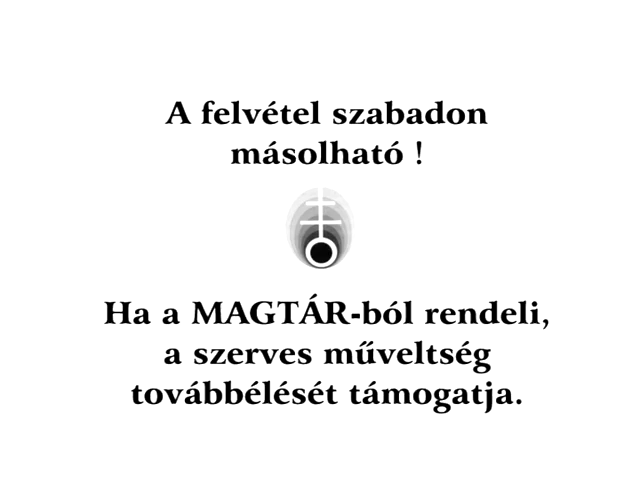 A felvétel szabadon
másolható !
Ha a MAGTÁR-ból rendeli,
a szerves műveltség
továbbélését támogatja.